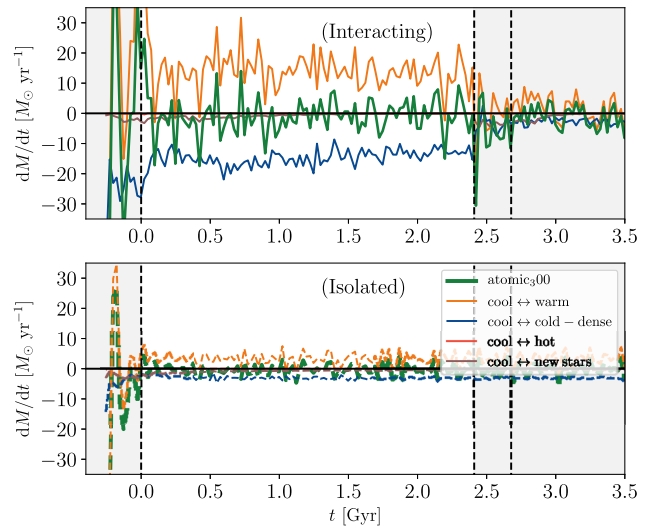 30
20
10
0
−10
−20
−30
dM/dt [M⊙ yr⁻¹]
(Interacting)
0.0 0.5 1.0 1.5 2.0 2.5 3.0 3.5
30
20
10
0
−10
−20
−30
dM/dt [M⊙ yr⁻¹]
(Isolated)
atomic₃00
cool ↔ warm
cool ↔ cold − dense
cool ↔ hot
cool ↔ new stars
0.0 0.5 1.0 1.5 2.0 2.5 3.0 3.5
t [Gyr]